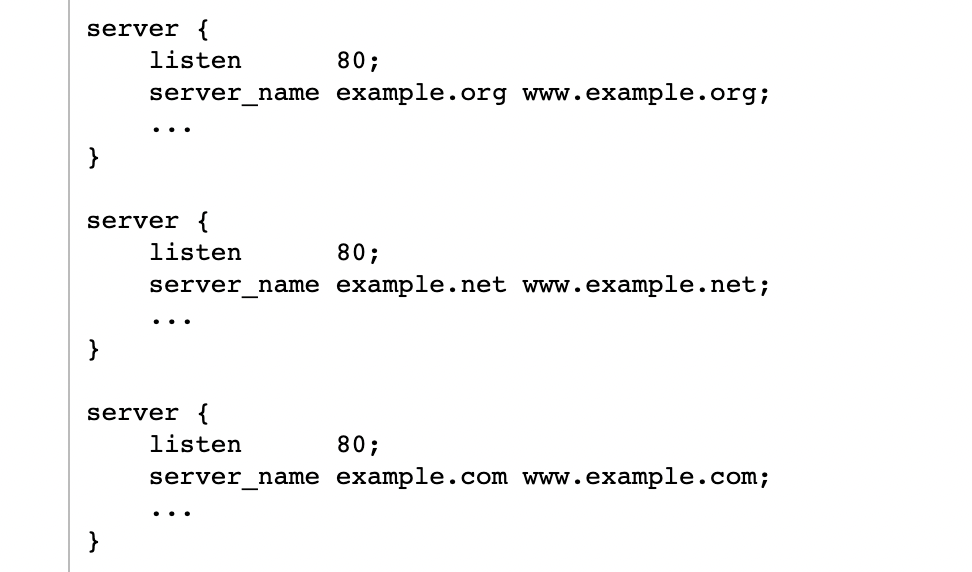 server {
    listen      80;
    server_name example.org www.example.org;
    ...
}

server {
    listen      80;
    server_name example.net www.example.net;
    ...
}

server {
    listen      80;
    server_name example.com www.example.com;
    ...
}